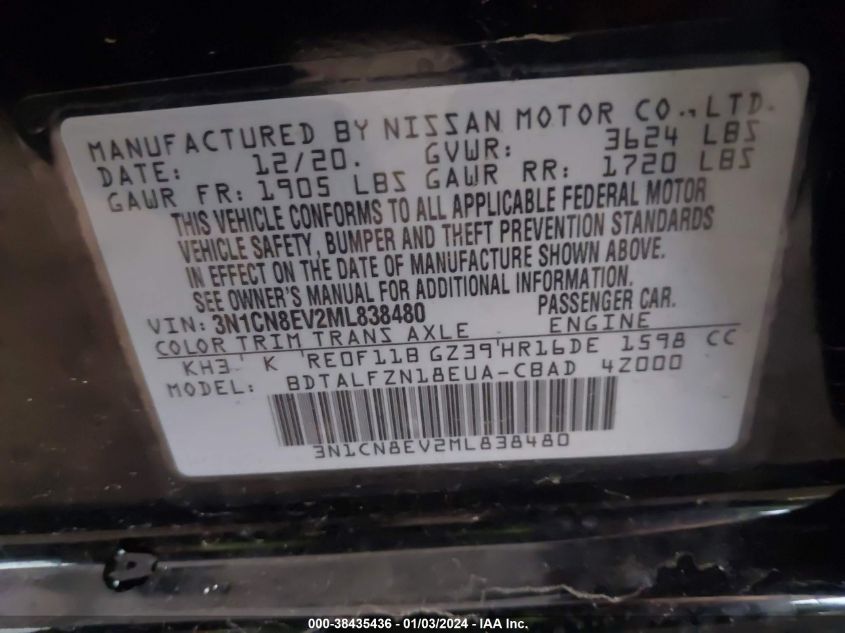 MANUFACTURED BY NISSAN MOTOR CO., LTD.
DATE: 12/20. GVWR: 3624 LBS
GAWR FR: 1905 LBS GAWR RR: 1720 LBS
THIS VEHICLE CONFORMS TO ALL APPLICABLE FEDERAL MOTOR
VEHICLE SAFETY, BUMPER AND THEFT PREVENTION STANDARDS
IN EFFECT ON THE DATE OF MANUFACTURE SHOWN ABOVE.
SEE OWNER'S MANUAL FOR ADDITIONAL INFORMATION.
VIN: 3N1CN8EV2ML838480 PASSENGER CAR.
COLOR TRIM TRANS AXLE ENGINE
KH3 K RE0F11B GZ39 HR16DE 1598 CC
MODEL: BDTALFZN18EUA-CBAD 4Z000
3N1CN8EV2ML838480
000-38435436 - 01/03/2024 - IAA Inc.